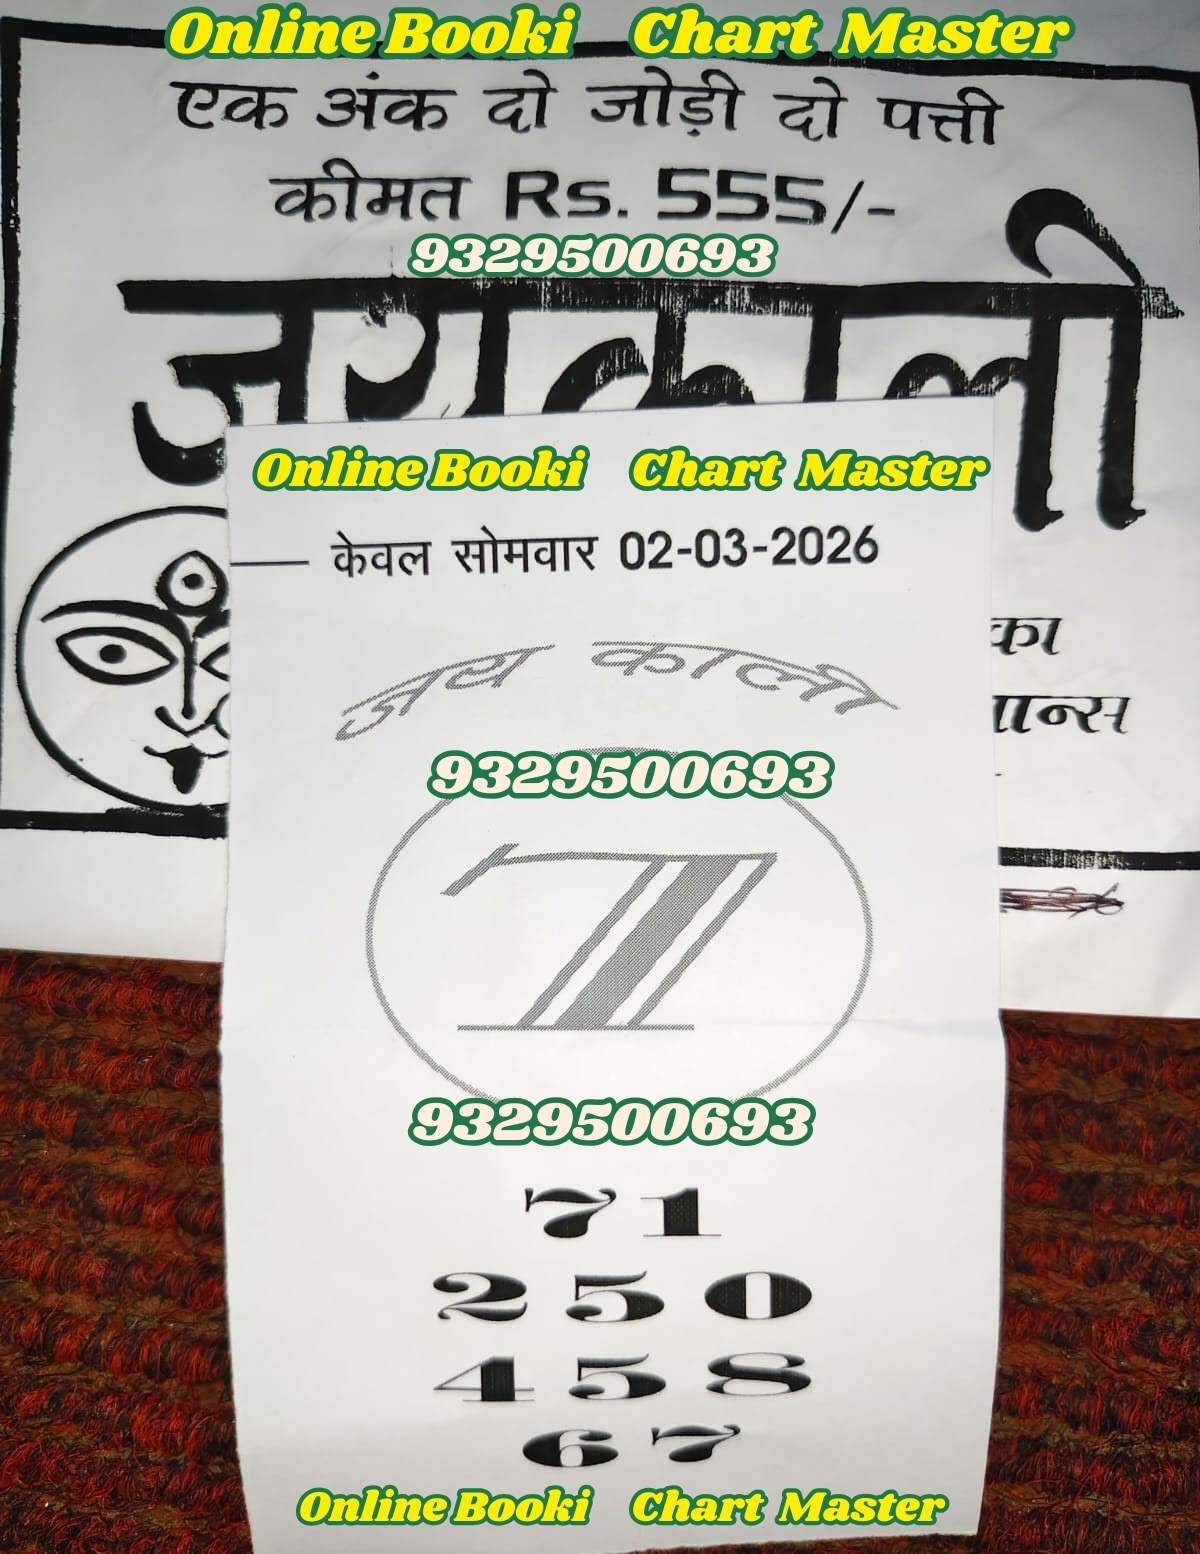 Online Booki Chart Master
एक अंक दो जोड़ी दो पत्ती
कीमत Rs. 555/-
9329500693
जयकाली
Online Booki Chart Master
केवल सोमवार 02-03-2026
का
जय काली
9329500693
7
9329500693
71
250
458
67
Online Booki Chart Master